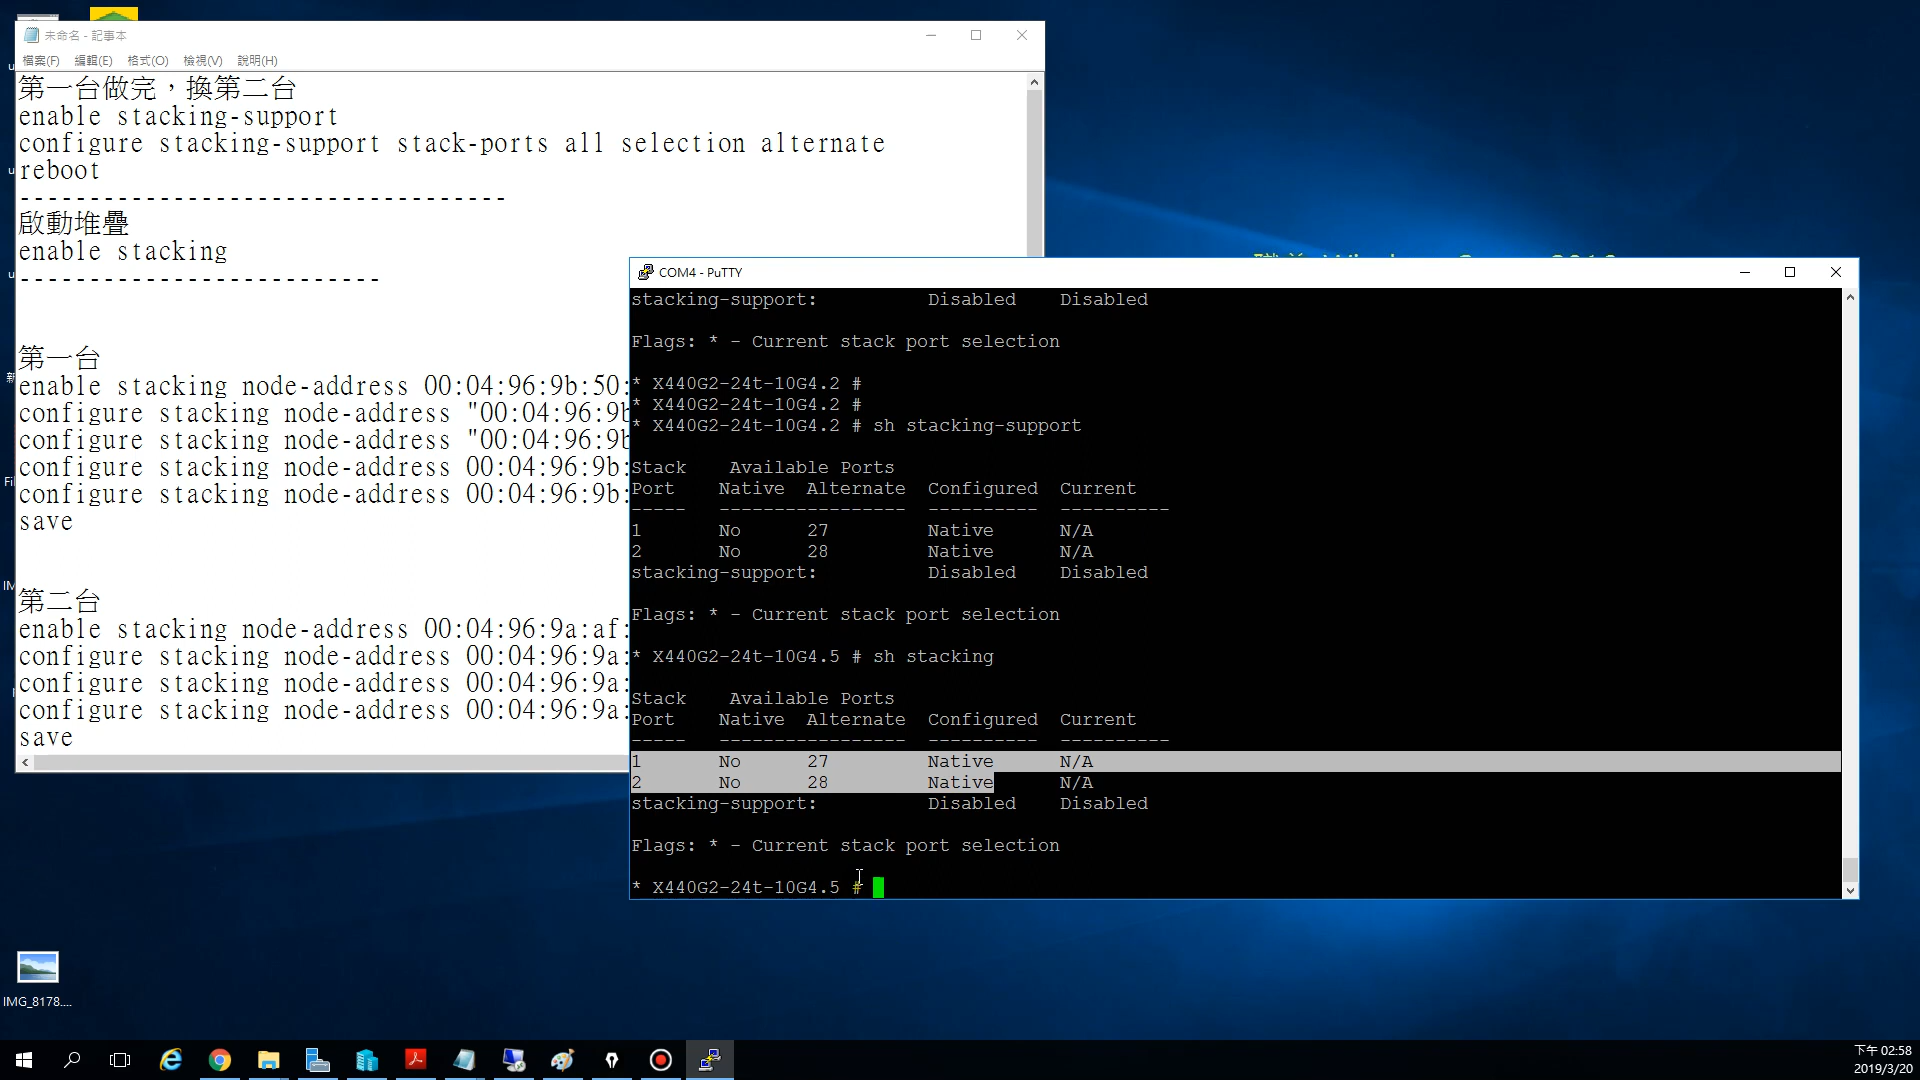 未命名 - 記事本
檔案(F) 編輯(E) 格式(O) 檢視(V) 說明(H)
第一台做完，換第二台
enable stacking-support
configure stacking-support stack-ports all selection alternate
reboot
-----------------------------------
啟動堆疊
enable stacking
--------------------------
第一台
enable stacking node-address 00:04:96:9b:50:
configure stacking node-address "00:04:96:9b
configure stacking node-address "00:04:96:9b
configure stacking node-address 00:04:96:9b:
configure stacking node-address 00:04:96:9b:
save
第二台
enable stacking node-address 00:04:96:9a:af:
configure stacking node-address 00:04:96:9a:
configure stacking node-address 00:04:96:9a:
configure stacking node-address 00:04:96:9a:
save
COM4 - PuTTY
stacking-support: Disabled Disabled
Flags: * - Current stack port selection
* X440G2-24t-10G4.2 #
* X440G2-24t-10G4.2 #
* X440G2-24t-10G4.2 # sh stacking-support
Stack Available Ports
Port Native Alternate Configured Current
----- ----------------- ---------- ----------
1 No 27 Native N/A
2 No 28 Native N/A
stacking-support: Disabled Disabled
Flags: * - Current stack port selection
* X440G2-24t-10G4.5 # sh stacking
Stack Available Ports
Port Native Alternate Configured Current
----- ----------------- ---------- ----------
1 No 27 Native N/A
2 No 28 Native N/A
stacking-support: Disabled Disabled
Flags: * - Current stack port selection
* X440G2-24t-10G4.5 #
IMG_8178....
下午 02:58
2019/3/20